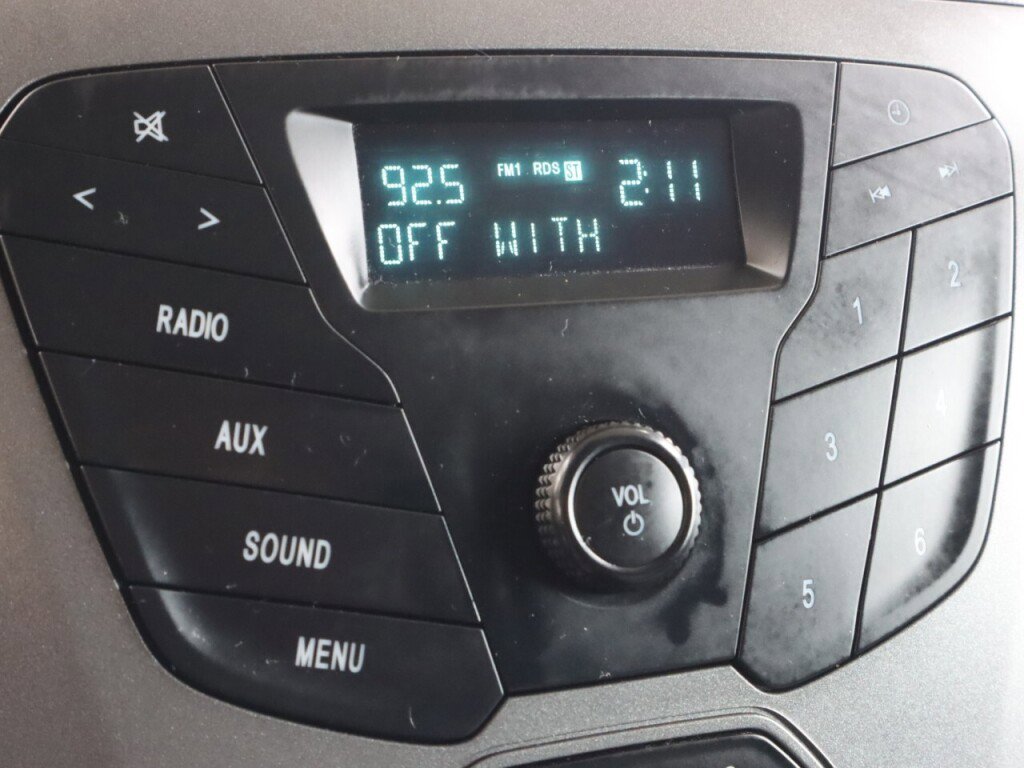 92.5 FM1 RDS ST 2:11
OFF WITH
RADIO
AUX
SOUND
MENU
VOL
1
2
3
4
5
6